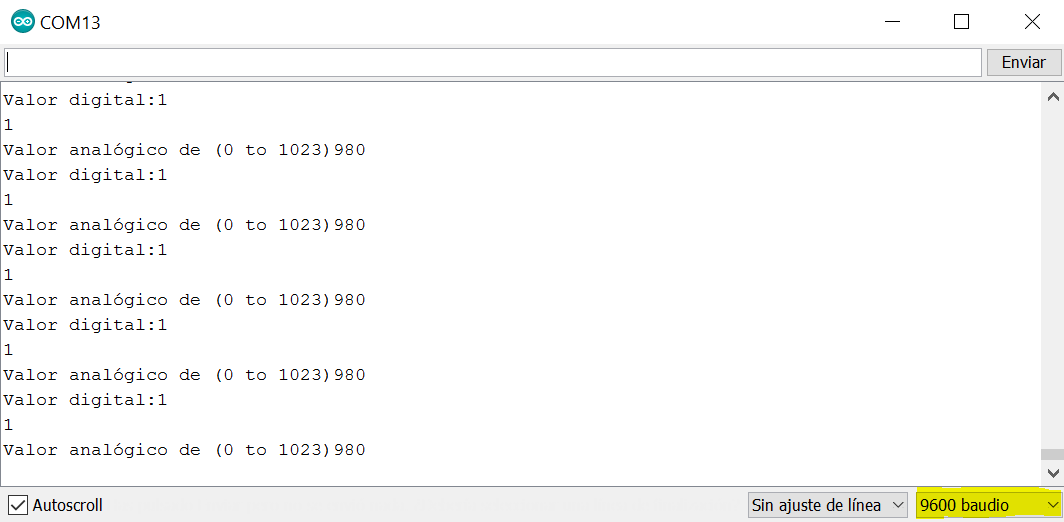 COM13
Enviar
Valor digital:1
1
Valor analógico de (0 to 1023)980
Valor digital:1
1
Valor analógico de (0 to 1023)980
Valor digital:1
1
Valor analógico de (0 to 1023)980
Valor digital:1
1
Valor analógico de (0 to 1023)980
Valor digital:1
1
Valor analógico de (0 to 1023)980
Autoscroll
Sin ajuste de línea
9600 baudio